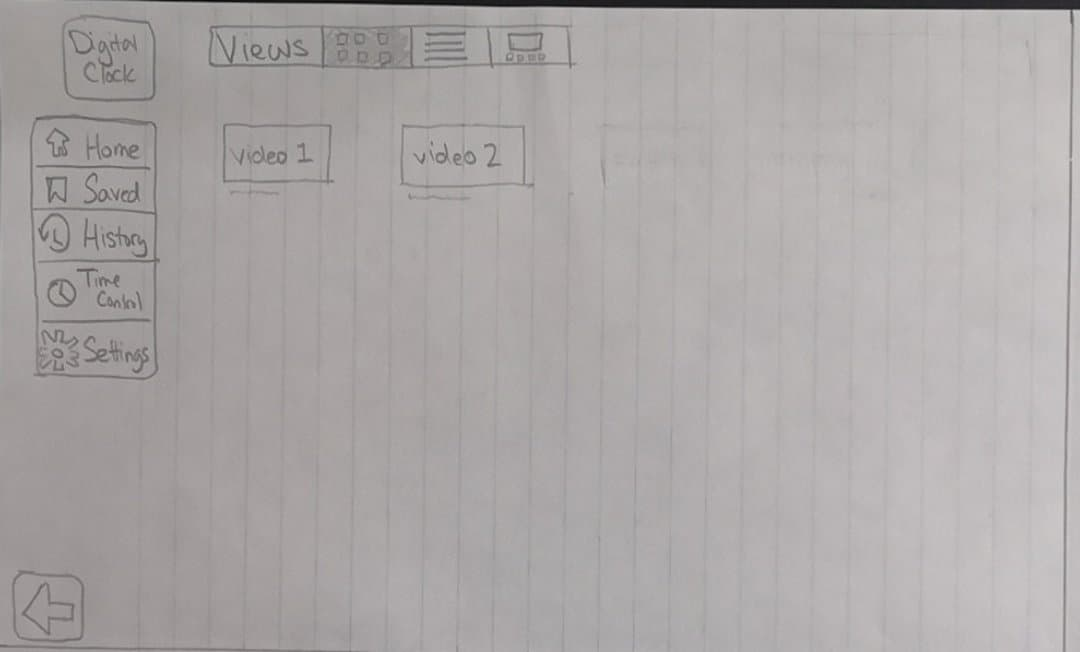 Digital
Clock
Views
Home
Saved
History
Time
Control
Settings
video 1
video 2